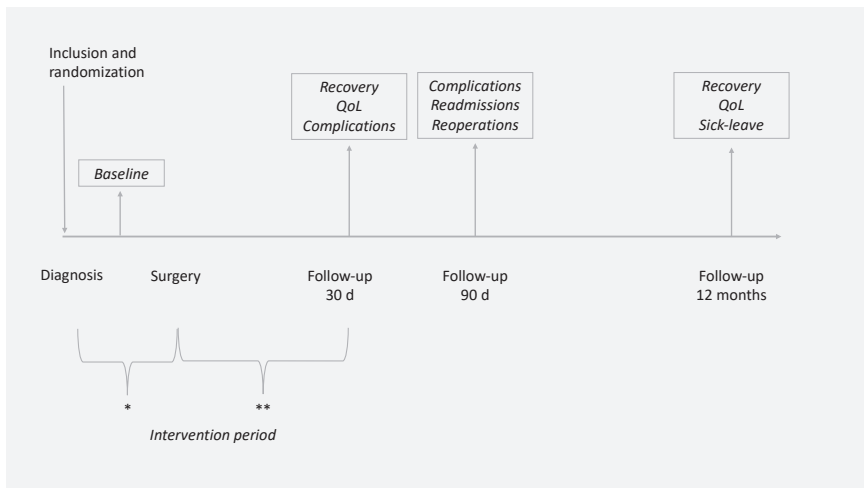 Inclusion and
randomization
Recovery
QoL
Complications
Complications
Readmissions
Reoperations
Recovery
QoL
Sick-leave
Baseline
Diagnosis
Surgery
Follow-up
30 d
Follow-up
90 d
Follow-up
12 months
*
**
Intervention period